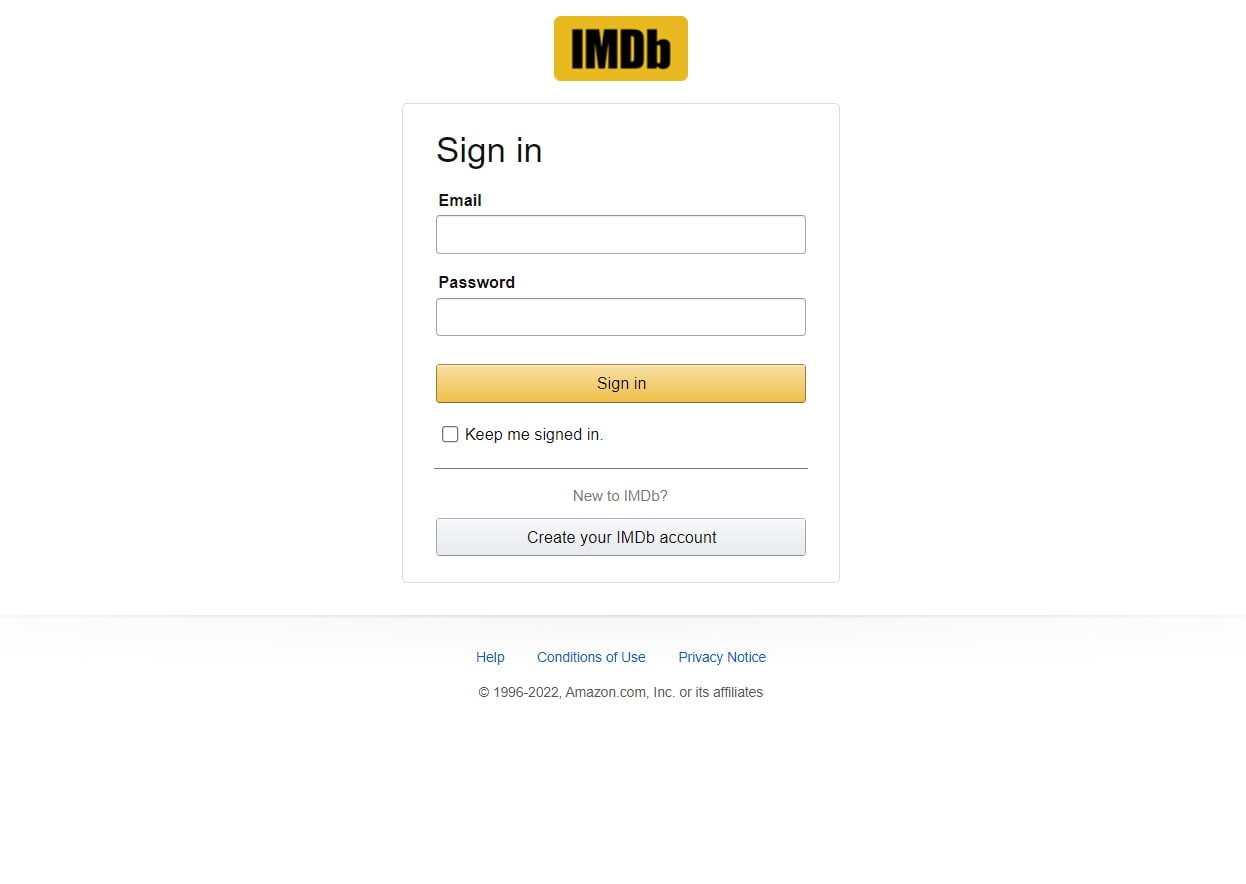 IMDb
Sign in
Email
Password
Sign in
Keep me signed in.
New to IMDb?
Create your IMDb account
Help Conditions of Use Privacy Notice
© 1996-2022, Amazon.com, Inc. or its affiliates